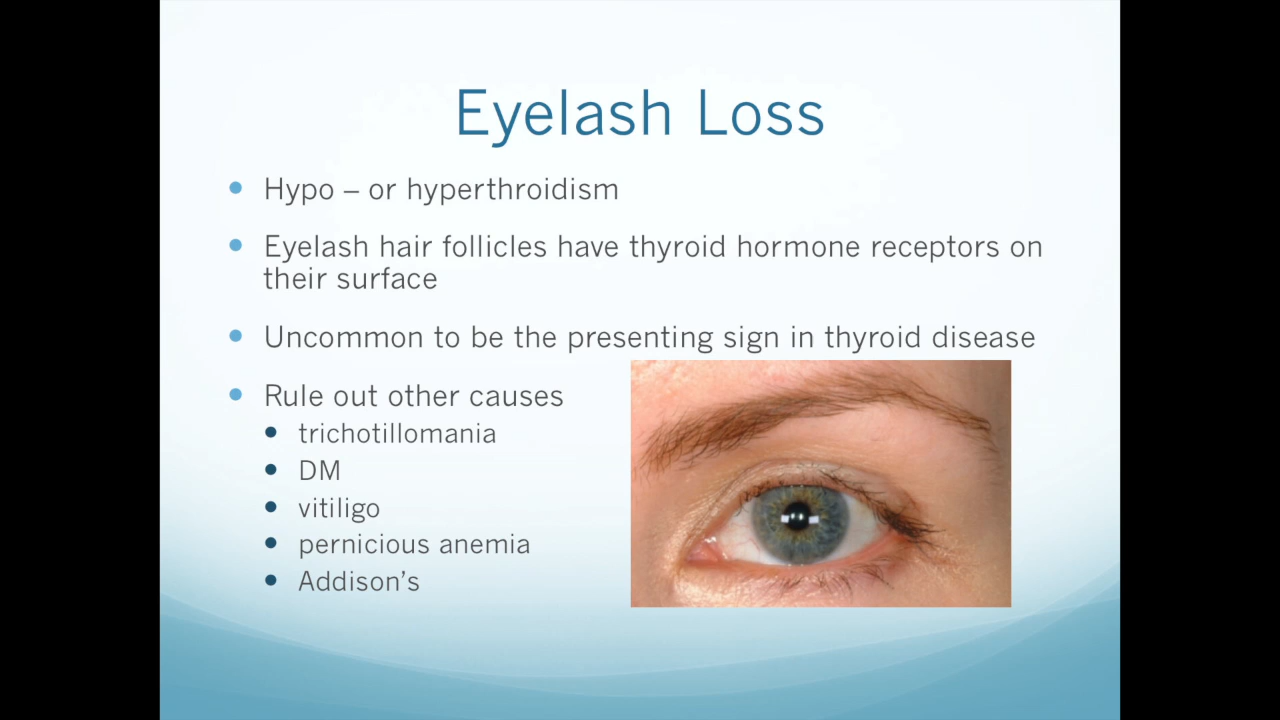 Eyelash Loss
Hypo – or hyperthroidism
Eyelash hair follicles have thyroid hormone receptors on
their surface
Uncommon to be the presenting sign in thyroid disease
Rule out other causes
trichotillomania
DM
vitiligo
pernicious anemia
Addison's